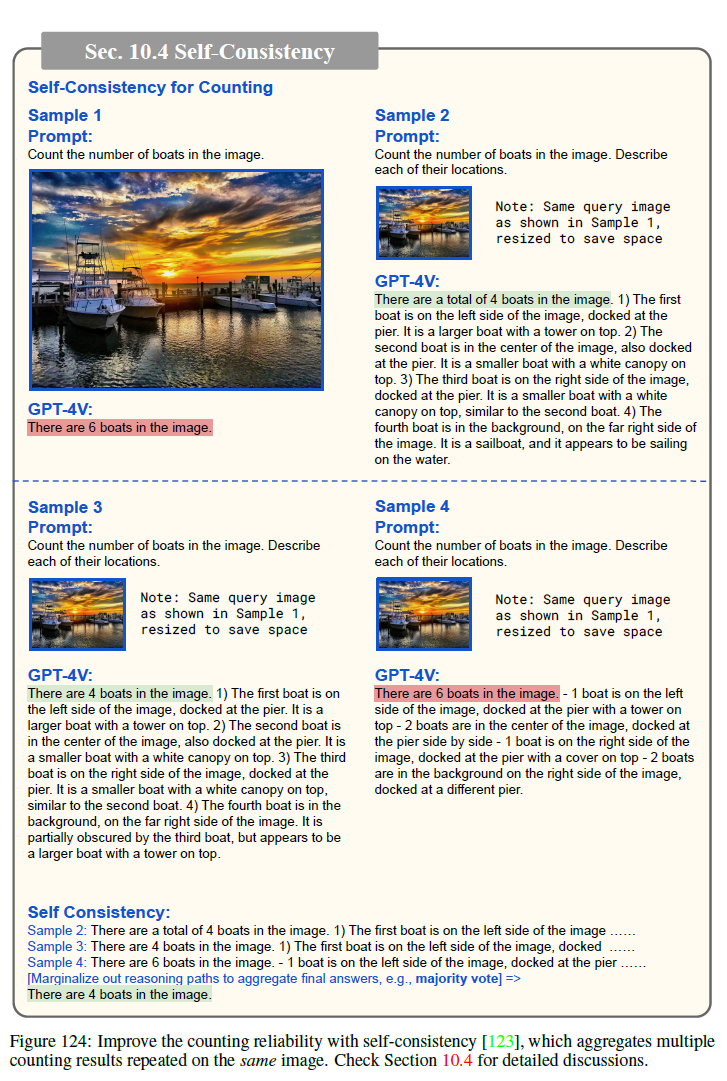 Sec. 10.4 Self-Consistency
Self-Consistency for Counting
Sample 1
Prompt:
Count the number of boats in the image.
GPT-4V:
There are 6 boats in the image.
Sample 2
Prompt:
Count the number of boats in the image. Describe
each of their locations.
Note: Same query image
as shown in Sample 1,
resized to save space
GPT-4V:
There are a total of 4 boats in the image. 1) The first
boat is on the left side of the image, docked at the
pier. It is a larger boat with a tower on top. 2) The
second boat is in the center of the image, also docked
at the pier. It is a smaller boat with a white canopy on
top. 3) The third boat is on the right side of the image,
docked at the pier. It is a smaller boat with a white
canopy on top, similar to the second boat. 4) The
fourth boat is in the background, on the far right side of
the image. It is a sailboat, and it appears to be sailing
on the water.
Sample 3
Prompt:
Count the number of boats in the image. Describe
each of their locations.
Note: Same query image
as shown in Sample 1,
resized to save space
GPT-4V:
There are 4 boats in the image. 1) The first boat is on
the left side of the image, docked at the pier. It is a
larger boat with a tower on top. 2) The second boat is
in the center of the image, also docked at the pier. It is
a smaller boat with a white canopy on top. 3) The third
boat is on the right side of the image, docked at the
pier. It is a smaller boat with a white canopy on top,
similar to the second boat. 4) The fourth boat is in the
background, on the far right side of the image. It is
partially obscured by the third boat, but appears to be
a larger boat with a tower on top.
Sample 4
Prompt:
Count the number of boats in the image. Describe
each of their locations.
Note: Same query image
as shown in Sample 1,
resized to save space
GPT-4V:
There are 6 boats in the image. - 1 boat is on the left
side of the image, docked at the pier with a tower on
top - 2 boats are in the center of the image, docked at
the pier side by side - 1 boat is on the right side of the
image, docked at the pier with a cover on top - 2 boats
are in the background on the right side of the image,
docked at a different pier.
Self Consistency:
Sample 2: There are a total of 4 boats in the image. 1) The first boat is on the left side of the image ……
Sample 3: There are 4 boats in the image. 1) The first boat is on the left side of the image, docked ……
Sample 4: There are 6 boats in the image. - 1 boat is on the left side of the image, docked at the pier ……
[Marginalize out reasoning paths to aggregate final answers, e.g., majority vote] =>
There are 4 boats in the image.
Figure 124: Improve the counting reliability with self-consistency [123], which aggregates multiple
counting results repeated on the same image. Check Section 10.4 for detailed discussions.